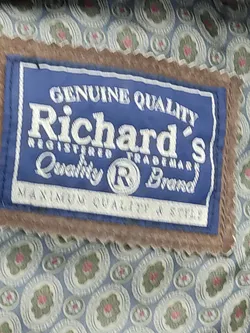 GENUINE QUALITY
Richard's
REGISTERED TRADEMARK
Quality R Brand
MAXIMUM QUALITY & STYLE